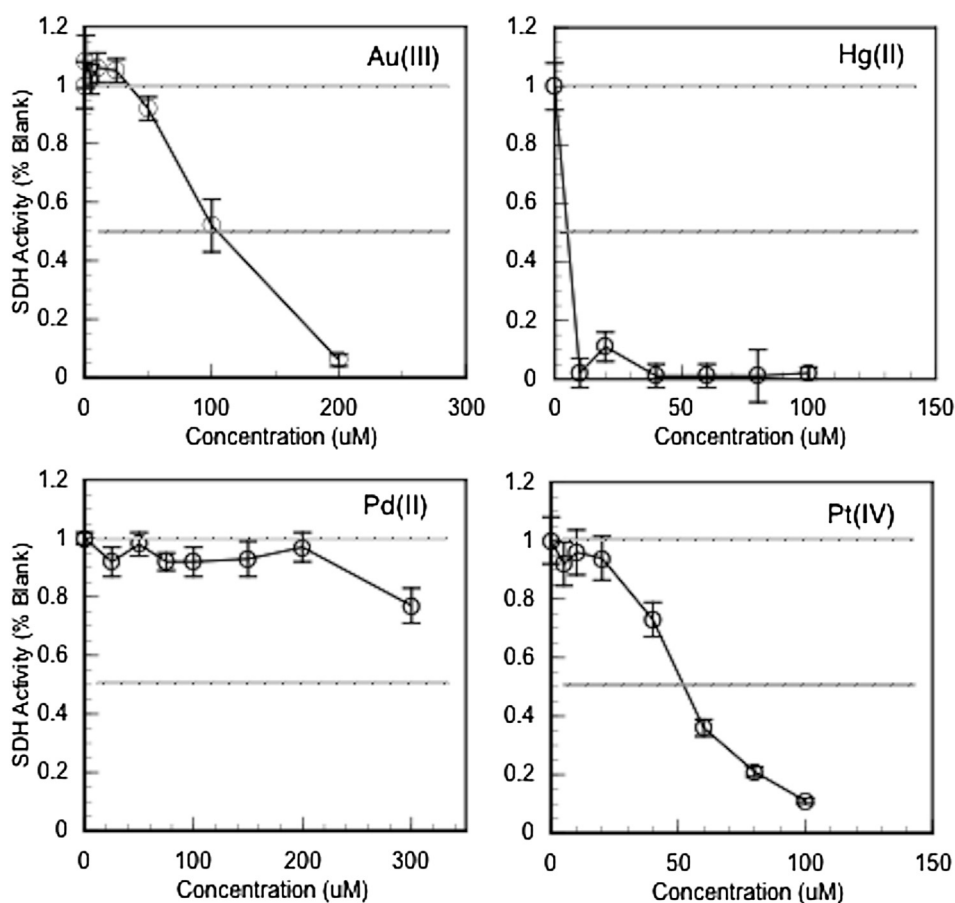 1.2
1
0.8
0.6
0.4
0.2
0
SDH Activity (% Blank)
Au(III)
0 100 200 300
Concentration (uM)
1.2
1
0.8
0.6
0.4
0.2
0
Hg(II)
0 50 100 150
Concentration (uM)
1.2
1
0.8
0.6
0.4
0.2
0
SDH Activity (% Blank)
Pd(II)
0 100 200 300
Concentration (uM)
1.2
1
0.8
0.6
0.4
0.2
0
Pt(IV)
0 50 100 150
Concentration (uM)